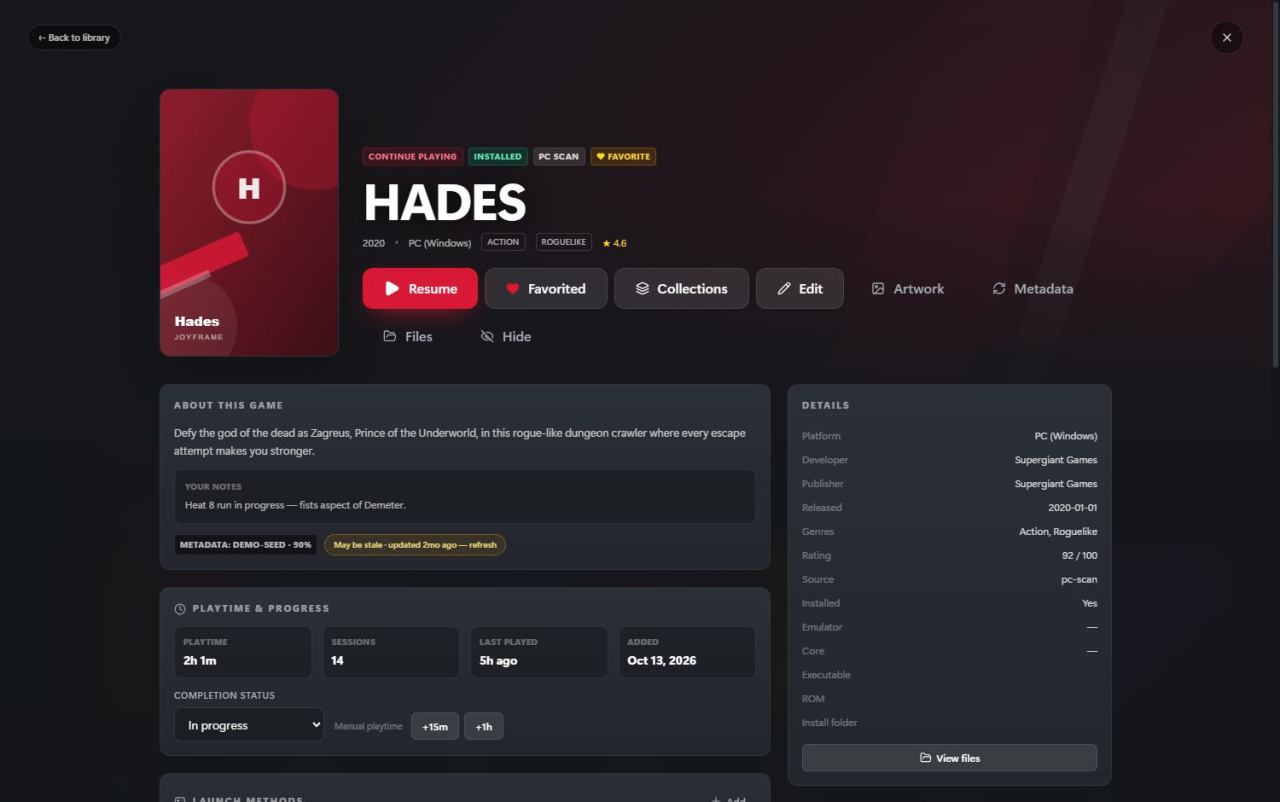 ← Back to library
×
H
Hades
JOYFRAME
CONTINUE PLAYING INSTALLED PC SCAN ♥ FAVORITE
HADES
2020 • PC (Windows) ACTION ROGUELIKE ★ 4.6
Resume Favorited Collections Edit Artwork Metadata
Files Hide
ABOUT THIS GAME
Defy the god of the dead as Zagreus, Prince of the Underworld, in this rogue-like dungeon crawler where every escape
attempt makes you stronger.
YOUR NOTES
Heat 8 run in progress — fists aspect of Demeter.
METADATA: DEMO-SEED · 90% May be stale · updated 2mo ago — refresh
PLAYTIME & PROGRESS
PLAYTIME
2h 1m
SESSIONS
14
LAST PLAYED
5h ago
ADDED
Oct 13, 2026
COMPLETION STATUS
In progress Manual playtime +15m +1h
LAUNCH METHODS + Add
DETAILS
Platform PC (Windows)
Developer Supergiant Games
Publisher Supergiant Games
Released 2020-01-01
Genres Action, Roguelike
Rating 92 / 100
Source pc-scan
Installed Yes
Emulator —
Core —
Executable
ROM
Install folder
View files